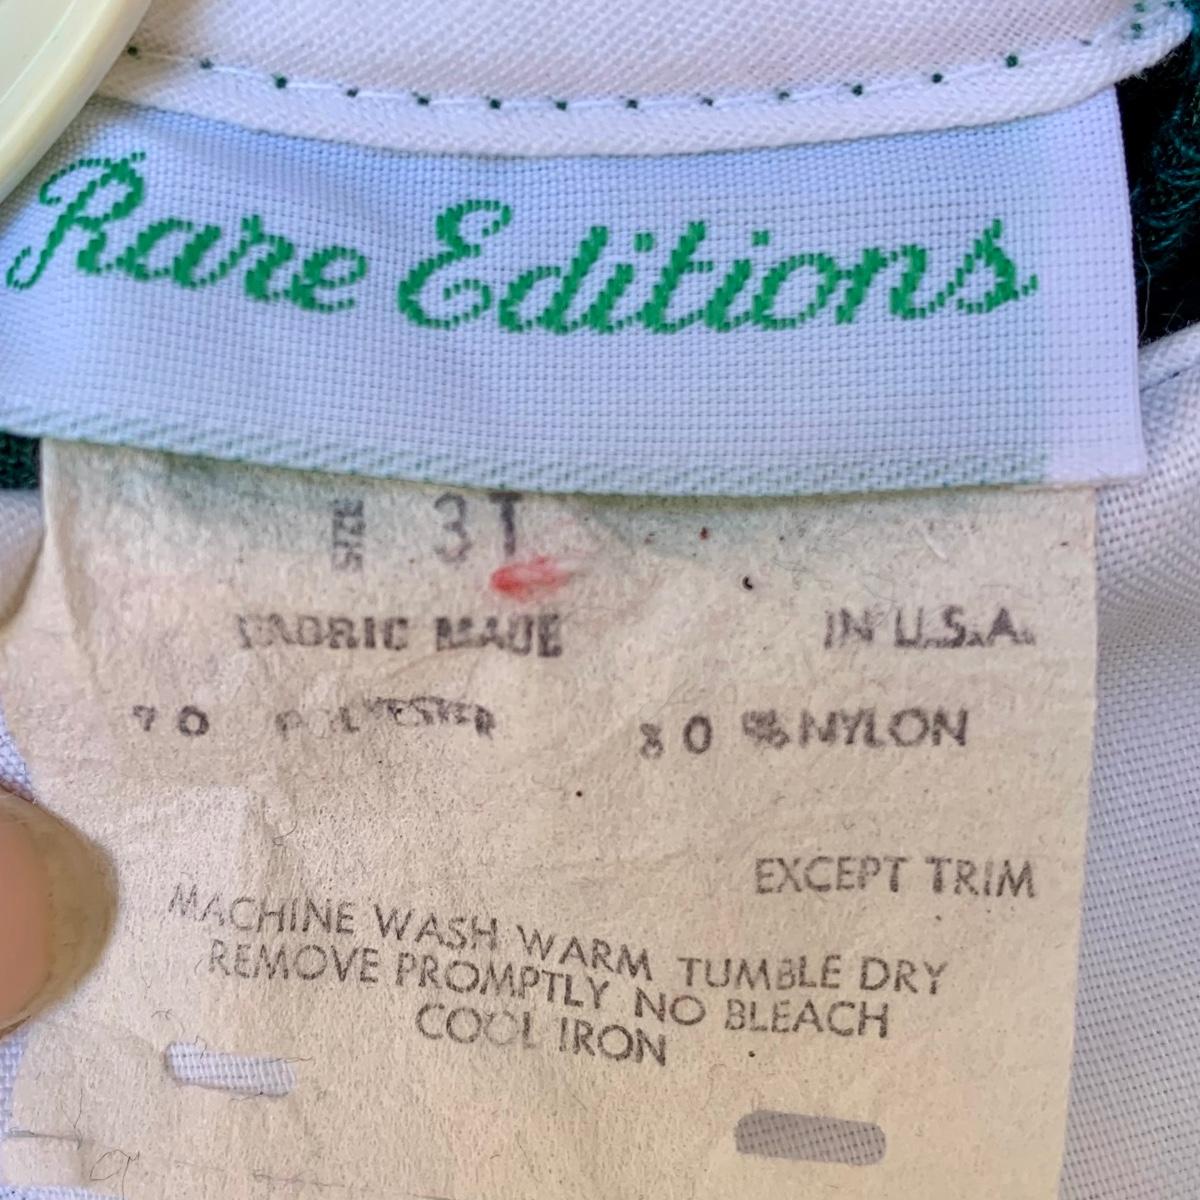 Rare Editions
SIZE 3T
FABRIC MADE IN U.S.A.
70 POLYESTER 30 % NYLON
EXCEPT TRIM
MACHINE WASH WARM TUMBLE DRY
REMOVE PROMPTLY NO BLEACH
COOL IRON